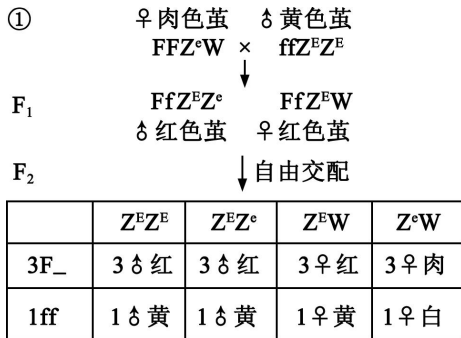 ①
♀肉色茧 ♂黄色茧
FFZᵉW × ffZᴱZᴱ
F₁ FfZᴱZᵉ FfZᴱW
♂红色茧 ♀红色茧
F₂ 自由交配
ZᴱZᴱ ZᴱZᵉ ZᴱW ZᵉW
3F_ 3♂红 3♂红 3♀红 3♀肉
1ff 1♂黄 1♂黄 1♀黄 1♀白